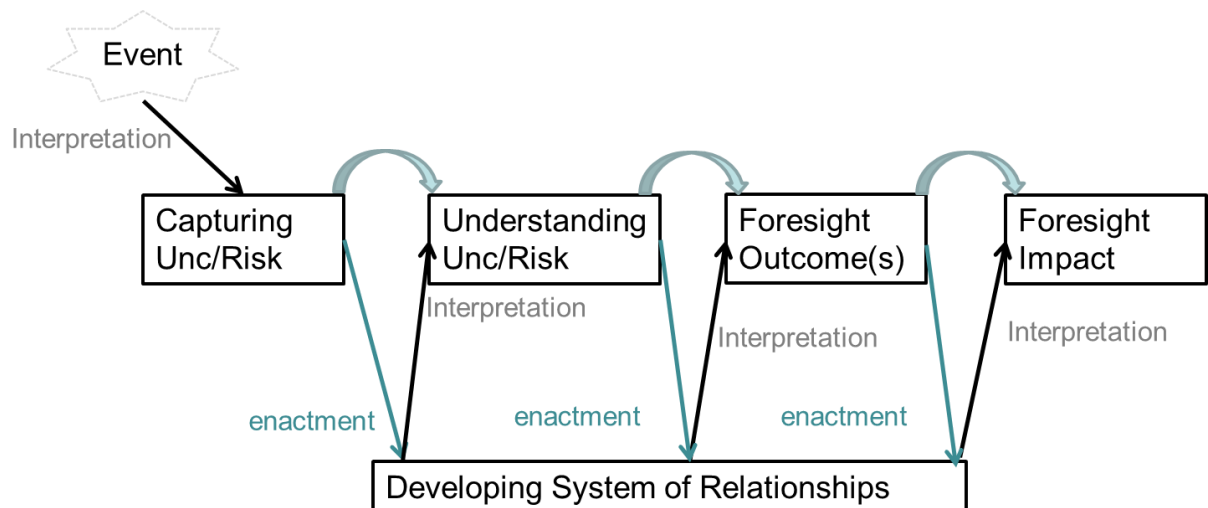 Event
Interpretation
Capturing
Unc/Risk
Understanding
Unc/Risk
Foresight
Outcome(s)
Foresight
Impact
Interpretation
Interpretation
Interpretation
enactment
enactment
enactment
Developing System of Relationships